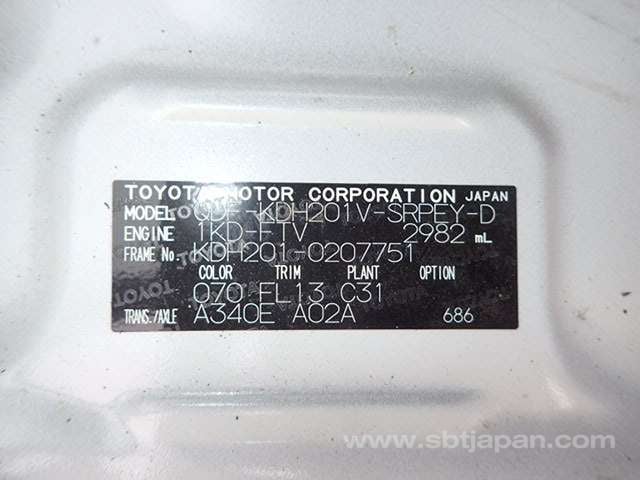 TOYOTA MOTOR CORPORATION JAPAN
MODEL QDF-KDH201V-SRPEY-D
ENGINE 1KD-FTV 2982 mL
FRAME No. KDH201-0207751
COLOR TRIM PLANT OPTION
070 FL13 C31
TRANS./AXLE A340E A02A 686
www.sbtjapan.com